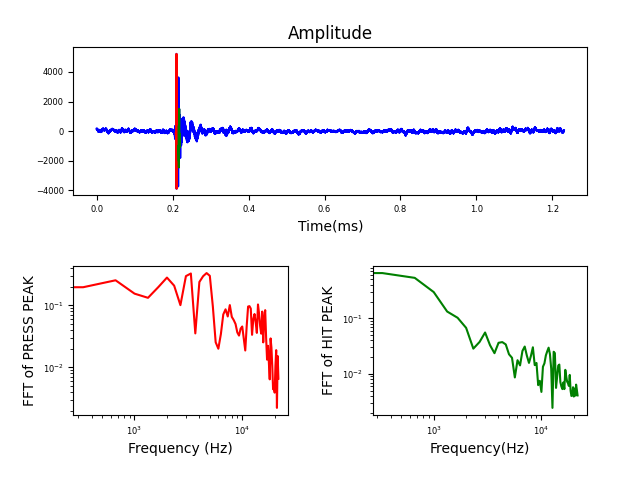 Amplitude
4000
2000
0
−2000
−4000
0.0 0.2 0.4 0.6 0.8 1.0 1.2
Time(ms)
FFT of PRESS PEAK
10⁻¹
10⁻²
10³ 10⁴
Frequency (Hz)
FFT of HIT PEAK
10⁻¹
10⁻²
10³ 10⁴
Frequency(Hz)